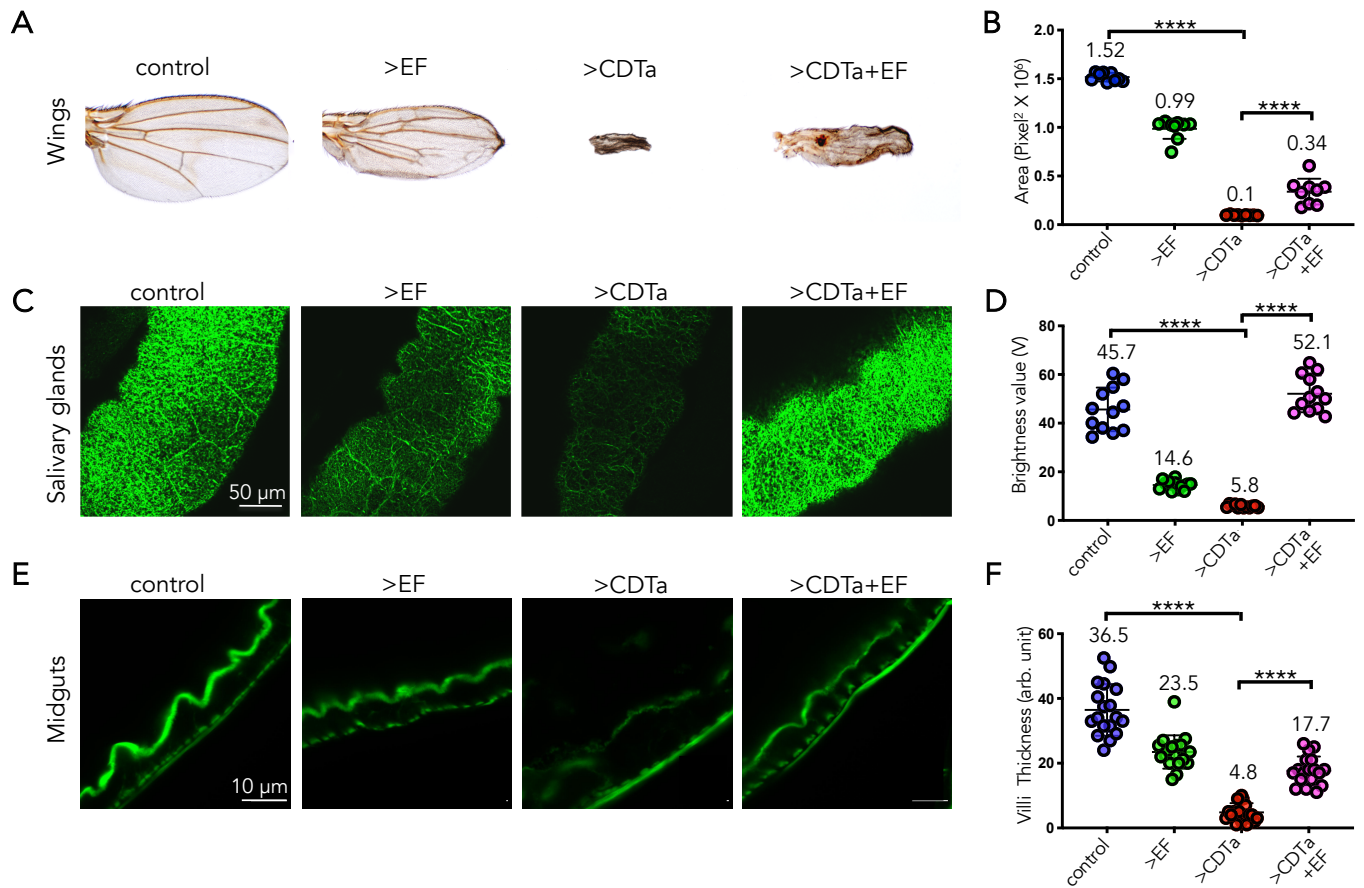 A
control
>EF
>CDTa
>CDTa+EF
Wings
B
Area (Pixel² X 10⁶)
2.0
1.5
1.0
0.5
0.0
****
1.52
0.99
****
0.34
0.1
control
>EF
>CDTa
>CDTa
+EF
C
control
>EF
>CDTa
>CDTa+EF
Salivary glands
50 µm
D
Brightness value (V)
80
60
40
20
0
****
****
45.7
52.1
14.6
5.8
control
>EF
>CDTa
>CDTa
+EF
E
control
>EF
>CDTa
>CDTa+EF
Midguts
10 µm
F
Villi Thickness (arb. unit)
60
40
20
0
****
36.5
23.5
****
17.7
4.8
control
>EF
>CDTa
>CDTa
+EF